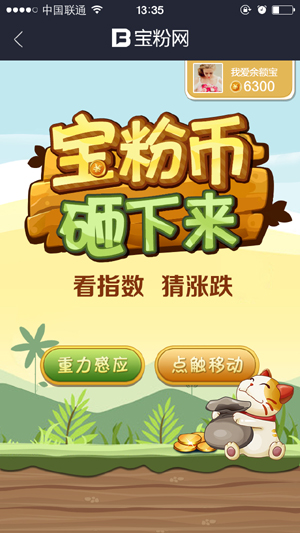 中国联通
13:35
B 宝粉网
我爱余额宝
6300
宝粉币
砸下来
看指数 猜涨跌
重力感应
点触移动